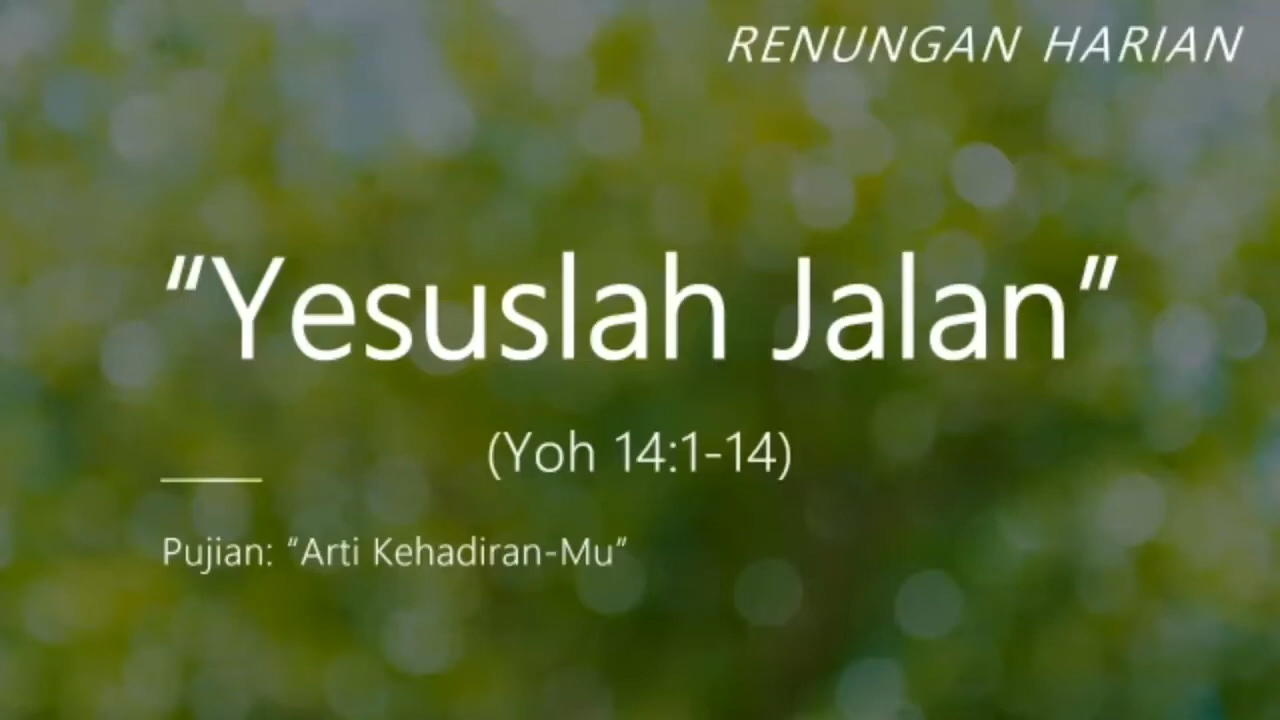 RENUNGAN HARIAN
“Yesuslah Jalan”
(Yoh 14:1-14)
Pujian: “Arti Kehadiran-Mu”